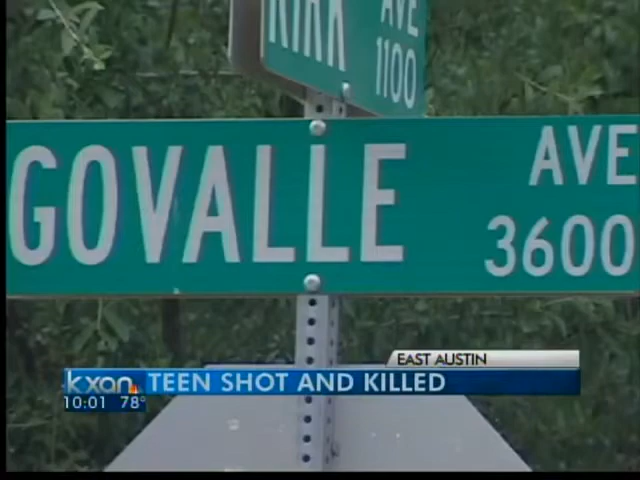 KIRK AVE
1100
GOVALLE AVE
3600
EAST AUSTIN
kxan TEEN SHOT AND KILLED
10:01 78°